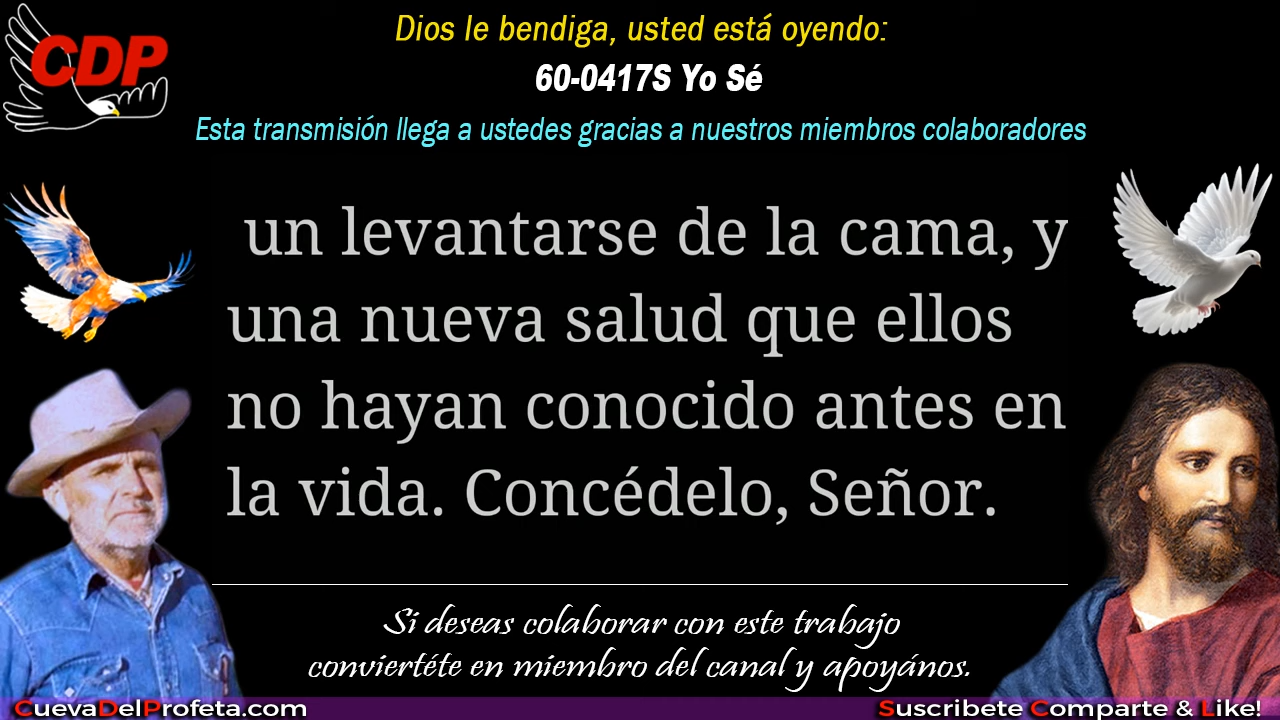 CDP
Dios le bendiga, usted está oyendo:
60-0417S Yo Sé
Esta transmisión llega a ustedes gracias a nuestros miembros colaboradores
un levantarse de la cama, y
una nueva salud que ellos
no hayan conocido antes en
la vida. Concédelo, Señor.
Si deseas colaborar con este trabajo
conviertéte en miembro del canal y apoyános.
CuevaDelProfeta.com
Suscribete Comparte & Like!